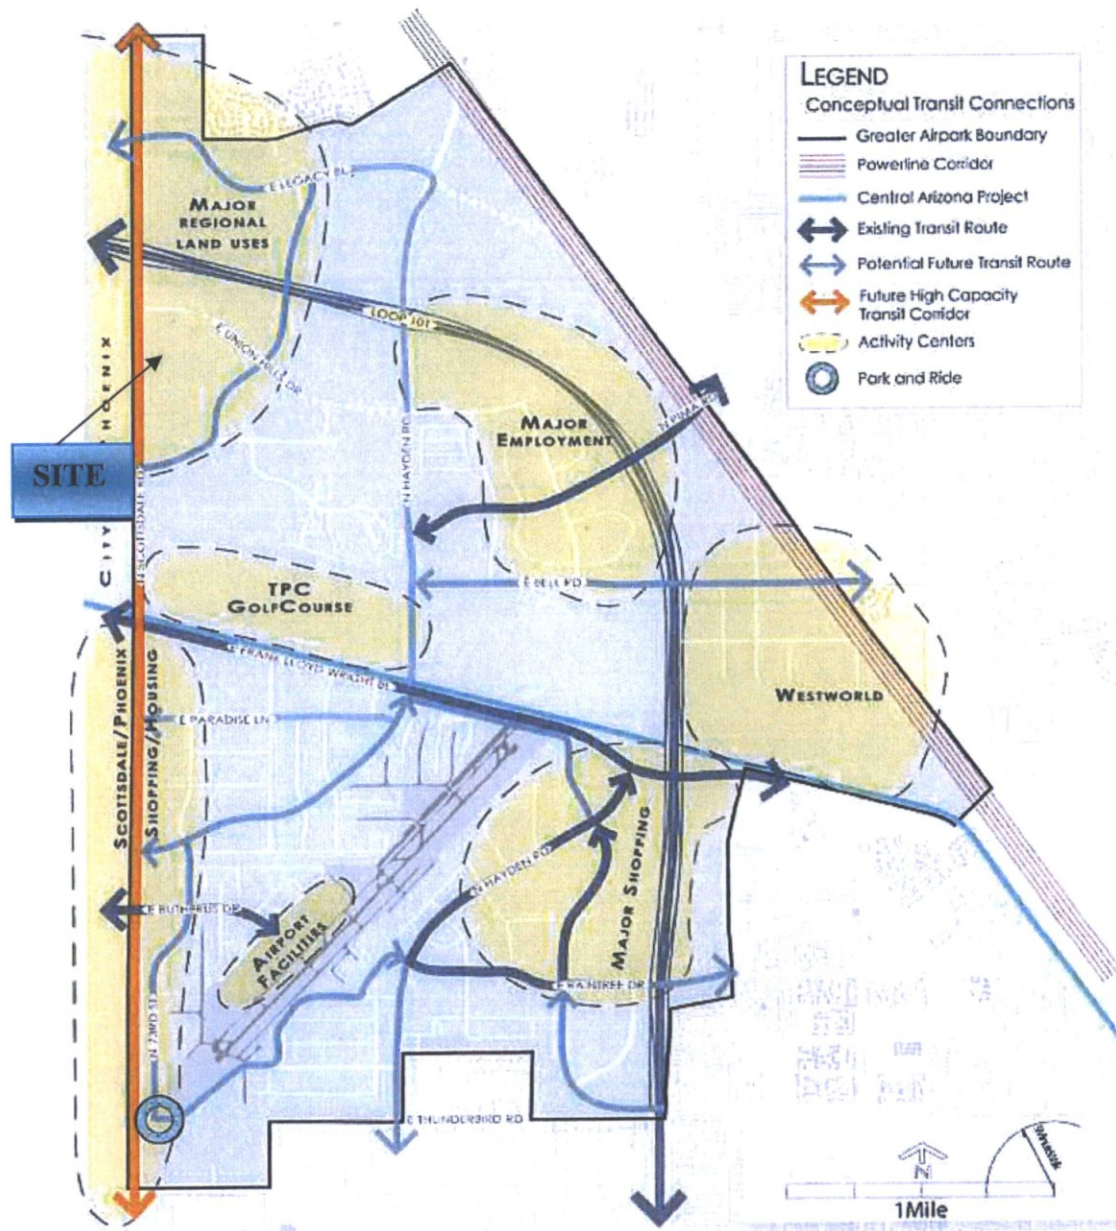 LEGEND
Conceptual Transit Connections
Greater Airpark Boundary
Powerline Corridor
Central Arizona Project
Existing Transit Route
Potential Future Transit Route
Future High Capacity
Transit Corridor
Activity Centers
Park and Ride
E LEGACY BL
MAJOR
REGIONAL
LAND USES
LOOP 101
E UNION HILLS DR
N HAYDEN RD
MAJOR
EMPLOYMENT
N PIMA RD
SITE
N SCOTTSDALE RD
TPC
GOLFCOURSE
E BELL RD
E FRANK LLOYD WRIGHT BL
WESTWORLD
SCOTTSDALE/PHOENIX
SHOPPING/HOUSING
E PARADISE LN
N HAYDEN RD
MAJOR SHOPPING
E BUTHERUS DR
AIRPORT
FACILITIES
E RAINTREE DR
N 73RD ST
E THUNDERBIRD RD
N
1Mile